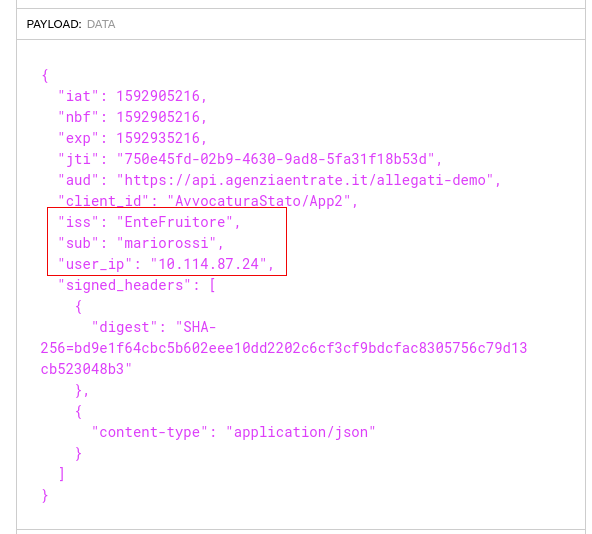 PAYLOAD: DATA
{
"iat": 1592905216,
"nbf": 1592905216,
"exp": 1592935216,
"jti": "750e45fd-02b9-4630-9ad8-5fa31f18b53d",
"aud": "https://api.agenziaentrate.it/allegati-demo",
"client_id": "AvvocaturaStato/App2",
"iss": "EnteFruitore",
"sub": "mariorossi",
"user_ip": "10.114.87.24",
"signed_headers": [
{
"digest": "SHA-
256=bd9e1f64cbc5b602eee10dd2202c6cf3cf9bdcfac8305756c79d13
cb523048b3"
},
{
"content-type": "application/json"
}
]
}